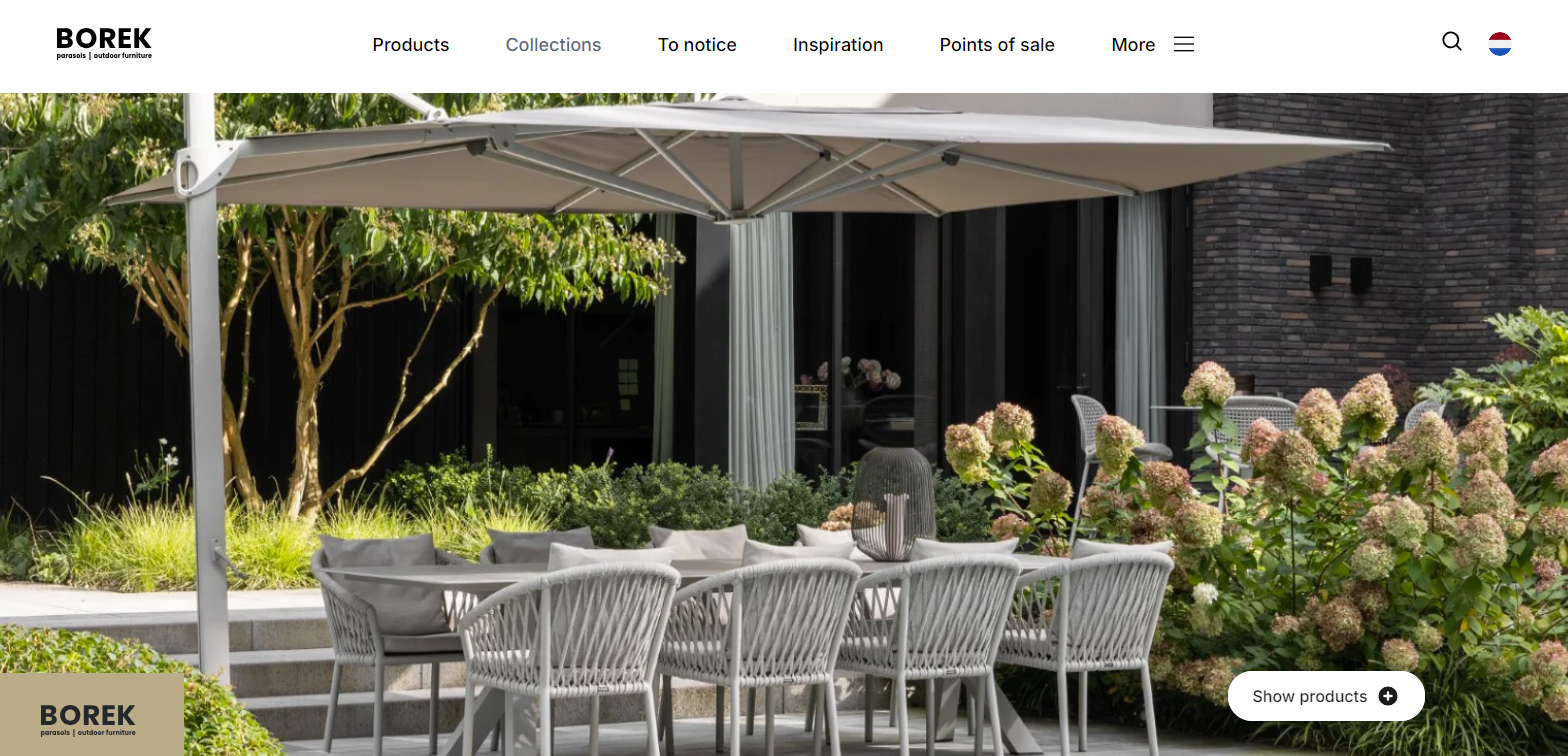 BOREK
parasols | outdoor furniture
Products
Collections
To notice
Inspiration
Points of sale
More
Show products
BOREK
parasols | outdoor furniture